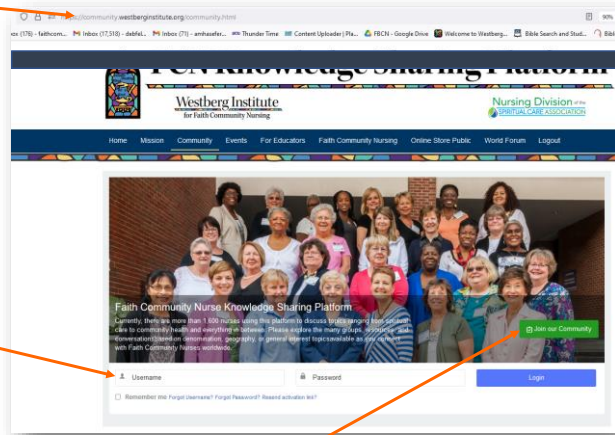 community.westberginstitute.org/community.html
90%
Inbox (17,518) - debfel...
Inbox (71) - amhasefer...
Thunder Time
Content Uploader | Pla...
FBCN - Google Drive
Welcome to Westberg...
Bible Search and Stud...
FCN Knowledge Sharing Platform
Westberg Institute
for Faith Community Nursing
Nursing Division of the
SPIRITUAL CARE ASSOCIATION
Home Mission Community Events For Educators Faith Community Nursing Online Store Public World Forum Logout
Faith Community Nurse Knowledge Sharing Platform
Currently, there are more than 1,600 nurses using this platform to discuss topics ranging from spiritual
care to community health and everything in between. Please explore the many groups, resources, and
conversations based on denomination, geography, or general interest topics available as you connect
with Faith Community Nurses worldwide.
Join our Community
Username Password Login
Remember me Forgot Username? Forgot Password? Resend activation link?